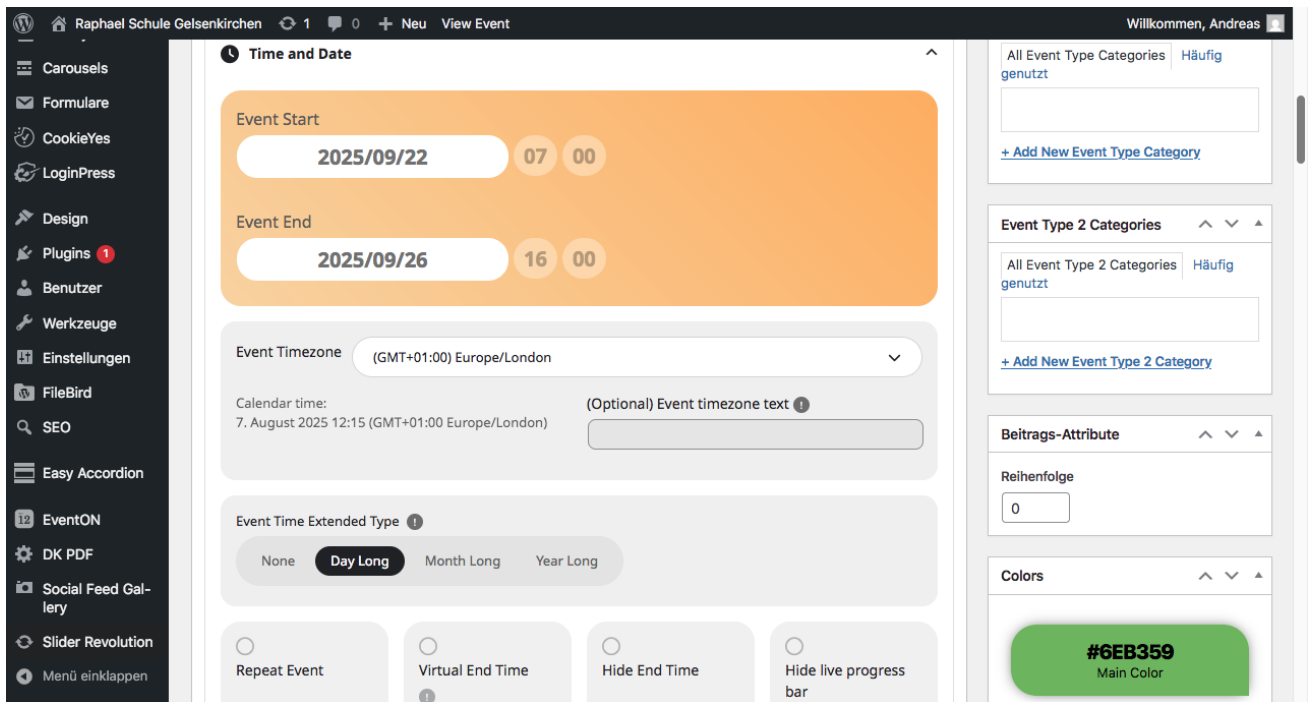 Raphael Schule Gelsenkirchen
1
0
Neu
View Event
Willkommen, Andreas
Carousels
Formulare
CookieYes
LoginPress
Design
Plugins 1
Benutzer
Werkzeuge
Einstellungen
FileBird
SEO
Easy Accordion
EventON
DK PDF
Social Feed Gal-
lery
Slider Revolution
Menü einklappen
Time and Date
Event Start
2025/09/22 07 00
Event End
2025/09/26 16 00
Event Timezone
(GMT+01:00) Europe/London
Calendar time:
7. August 2025 12:15 (GMT+01:00 Europe/London)
(Optional) Event timezone text
Event Time Extended Type
None
Day Long
Month Long
Year Long
Repeat Event
Virtual End Time
Hide End Time
Hide live progress
bar
All Event Type Categories
Häufig
genutzt
+ Add New Event Type Category
Event Type 2 Categories
All Event Type 2 Categories
Häufig
genutzt
+ Add New Event Type 2 Category
Beitrags-Attribute
Reihenfolge
0
Colors
#6EB359
Main Color